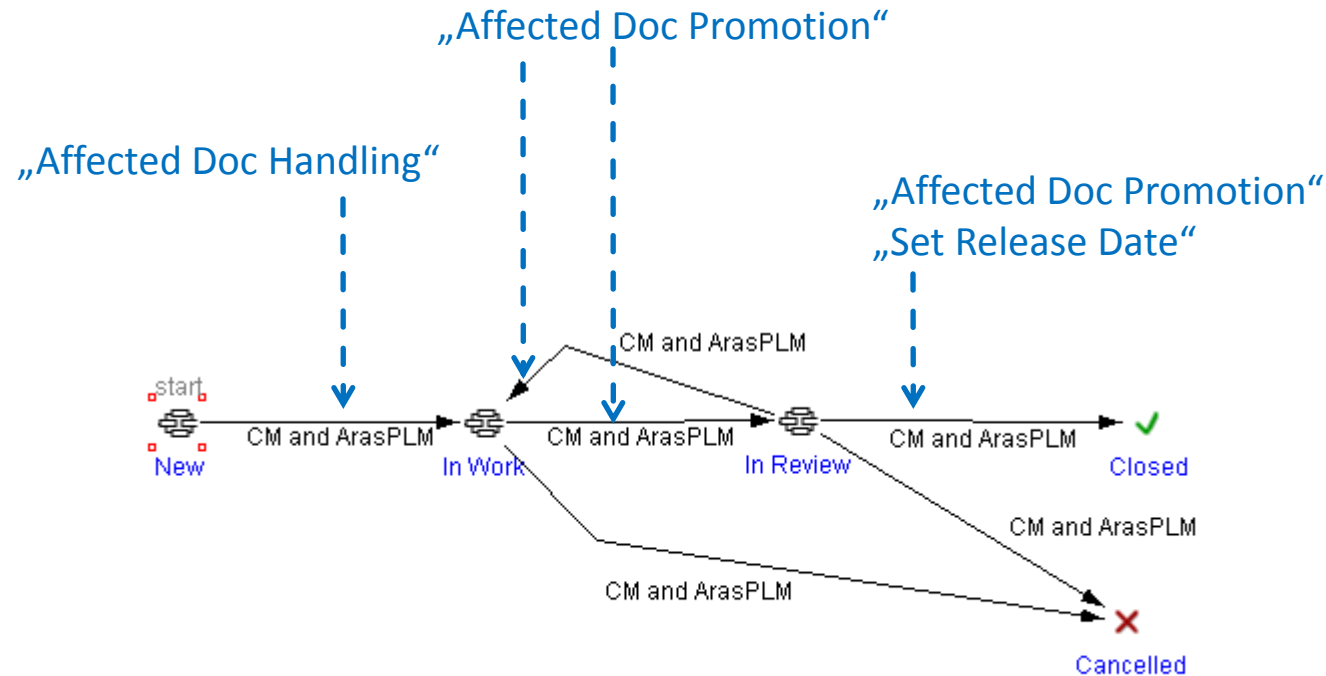 „Affected Doc Promotion“
„Affected Doc Handling“
„Affected Doc Promotion“
„Set Release Date“
CM and ArasPLM
start
CM and ArasPLM
CM and ArasPLM
CM and ArasPLM
New
In Work
In Review
Closed
CM and ArasPLM
CM and ArasPLM
Cancelled